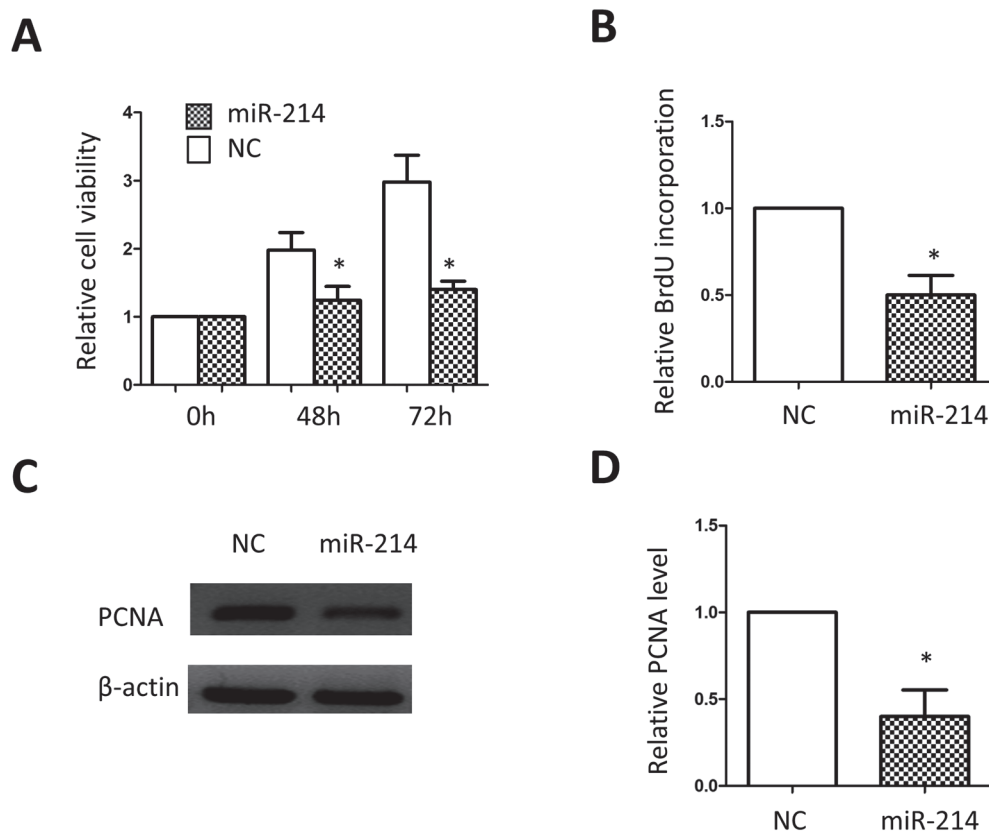 A
miR-214
NC
Relative cell viability
4
3
2
1
0
0h 48h 72h
*
*
B
Relative BrdU incorporation
1.5
1.0
0.5
0.0
*
NC miR-214
C
NC miR-214
PCNA
β-actin
D
Relative PCNA level
1.5
1.0
0.5
0.0
*
NC miR-214